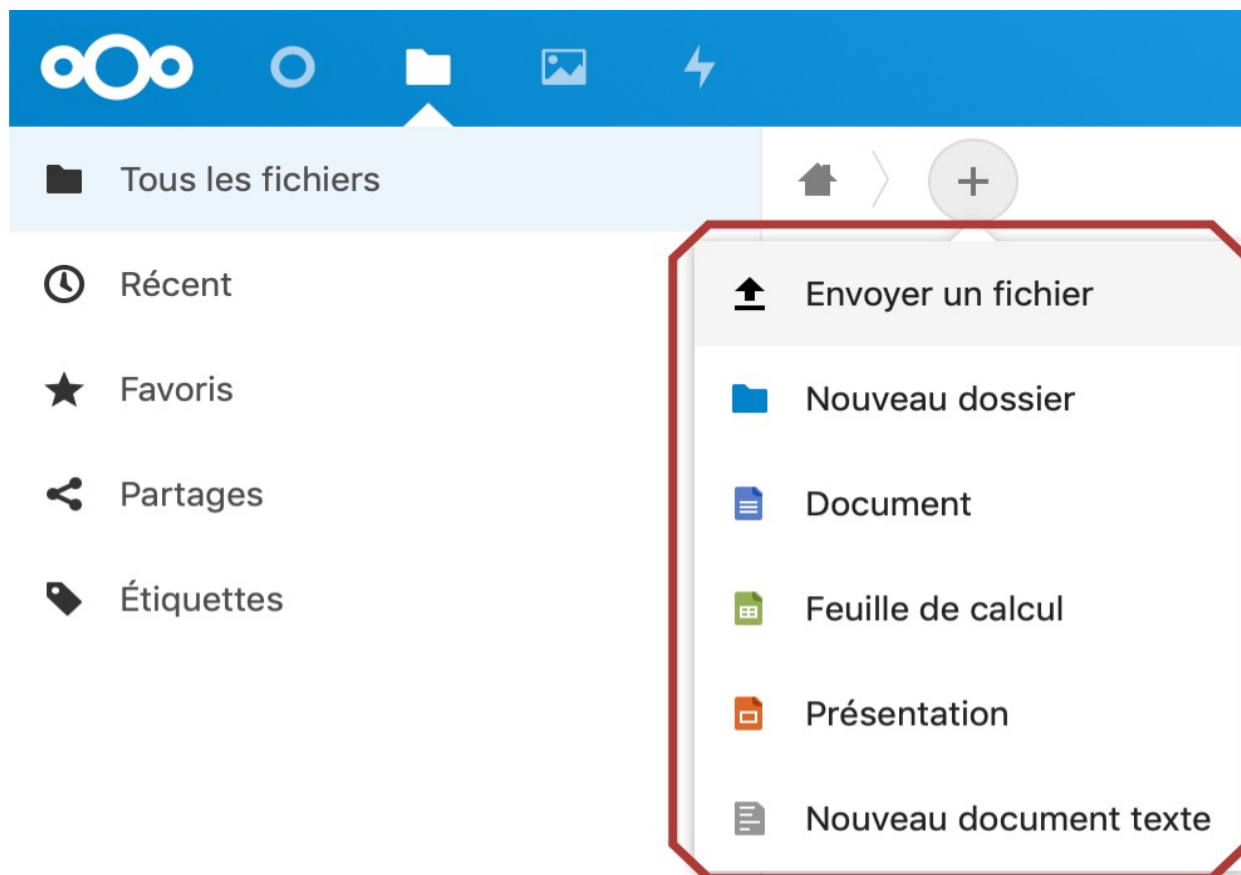 Tous les fichiers
Récent
Favoris
Partages
Étiquettes
Envoyer un fichier
Nouveau dossier
Document
Feuille de calcul
Présentation
Nouveau document texte